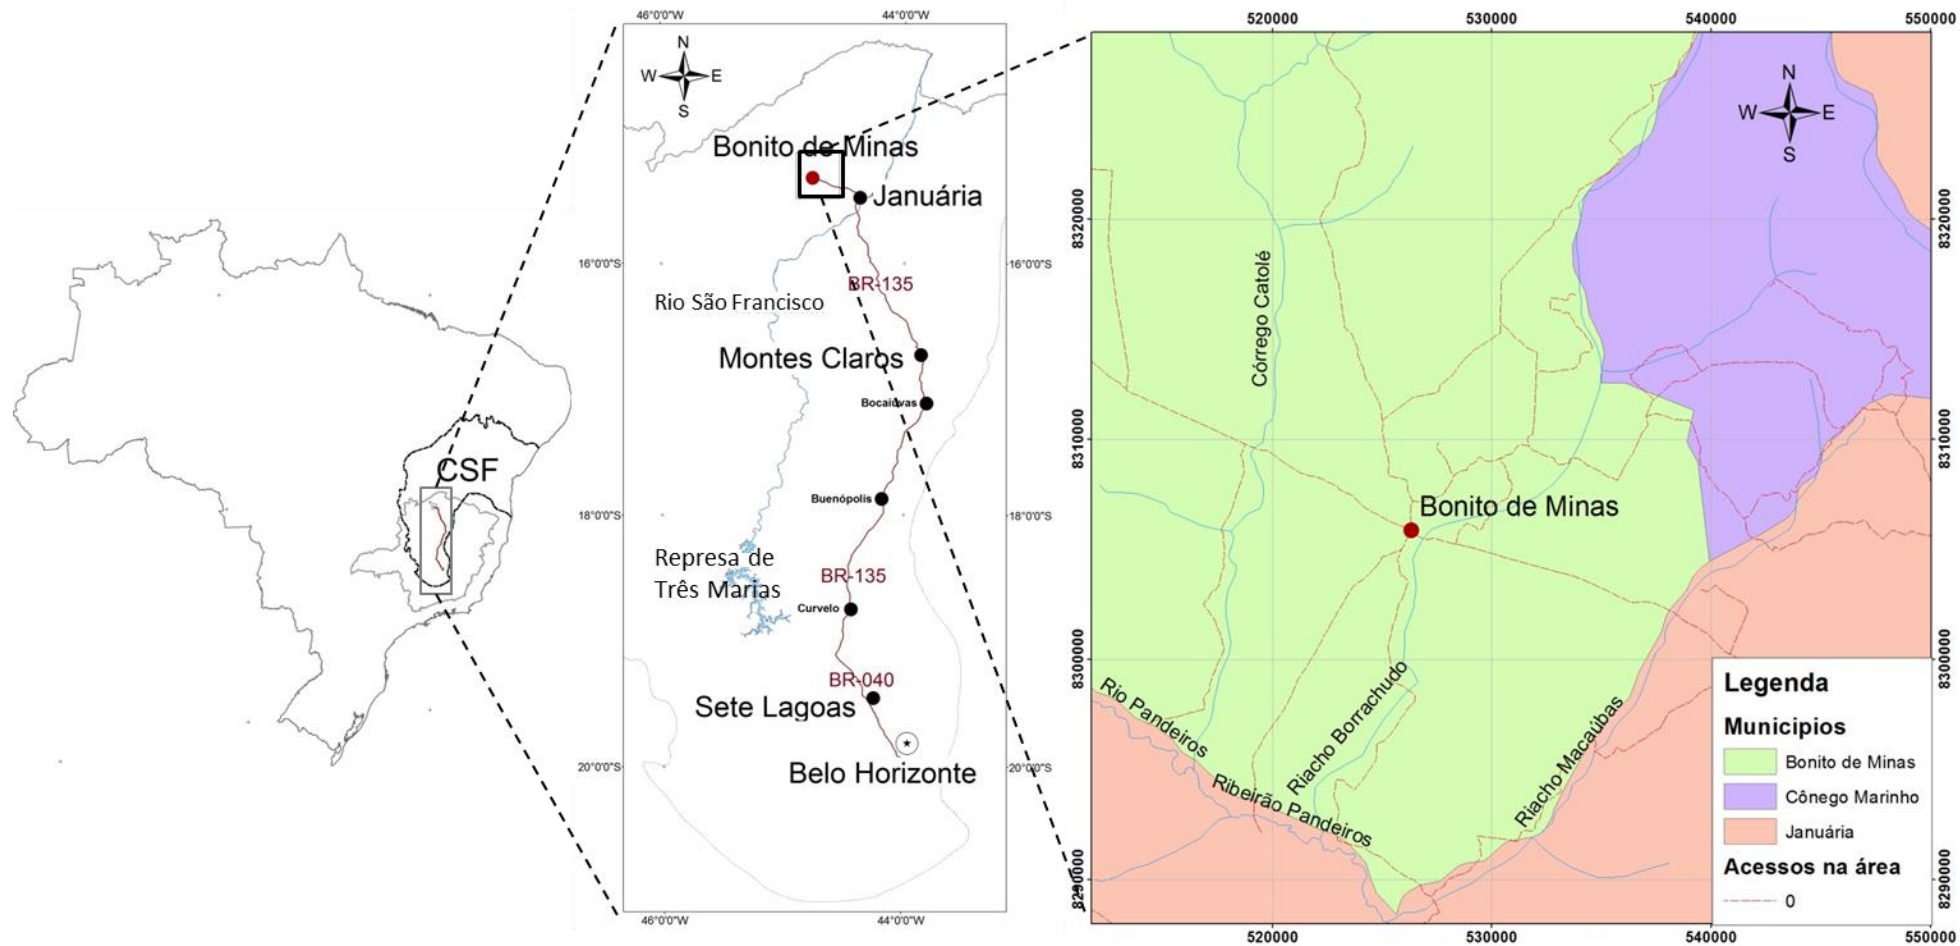 CSF
46°0'0"W
44°0'0"W
N
W
E
S
Bonito de Minas
Januária
16°0'0"S
16°0'0"S
BR-135
Rio São Francisco
Montes Claros
Bocaiúvas
Buenópolis
18°0'0"S
18°0'0"S
Represa de
Três Marias
BR-135
Curvelo
BR-040
Sete Lagoas
Belo Horizonte
20°0'0"S
20°0'0"S
46°0'0"W
44°0'0"W
520000
530000
540000
550000
N
W
E
S
8320000
8320000
Córrego Catolé
8310000
8310000
Bonito de Minas
8300000
8300000
Rio Pandeiros
Riacho Borrachudo
Riacho Macaúbas
Ribeirão Pandeiros
8290000
8290000
Legenda
Municipios
Bonito de Minas
Cônego Marinho
Januária
Acessos na área
0
520000
530000
540000
550000